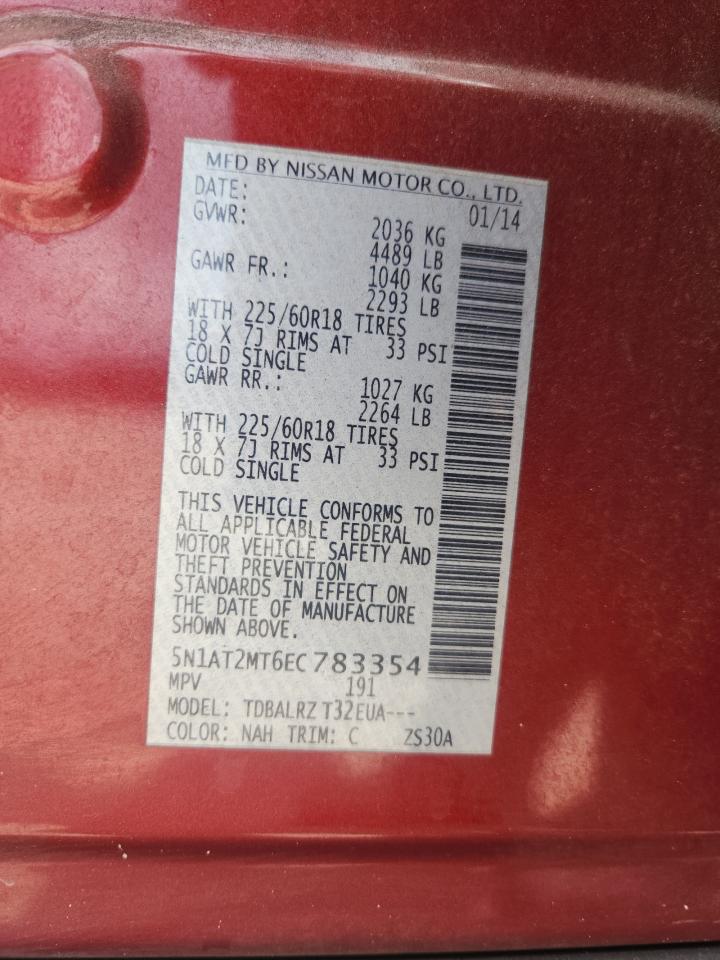 MFD BY NISSAN MOTOR CO., LTD.
DATE: 01/14
GVWR: 2036 KG
4489 LB
GAWR FR.: 1040 KG
2293 LB
WITH 225/60R18 TIRES
18 X 7J RIMS AT 33 PSI
COLD SINGLE
GAWR RR.: 1027 KG
2264 LB
WITH 225/60R18 TIRES
18 X 7J RIMS AT 33 PSI
COLD SINGLE
THIS VEHICLE CONFORMS TO
ALL APPLICABLE FEDERAL
MOTOR VEHICLE SAFETY AND
THEFT PREVENTION
STANDARDS IN EFFECT ON
THE DATE OF MANUFACTURE
SHOWN ABOVE.
5N1AT2MT6EC783354
MPV 191
MODEL: TDBALRZ T32EUA---
COLOR: NAH TRIM: C ZS30A